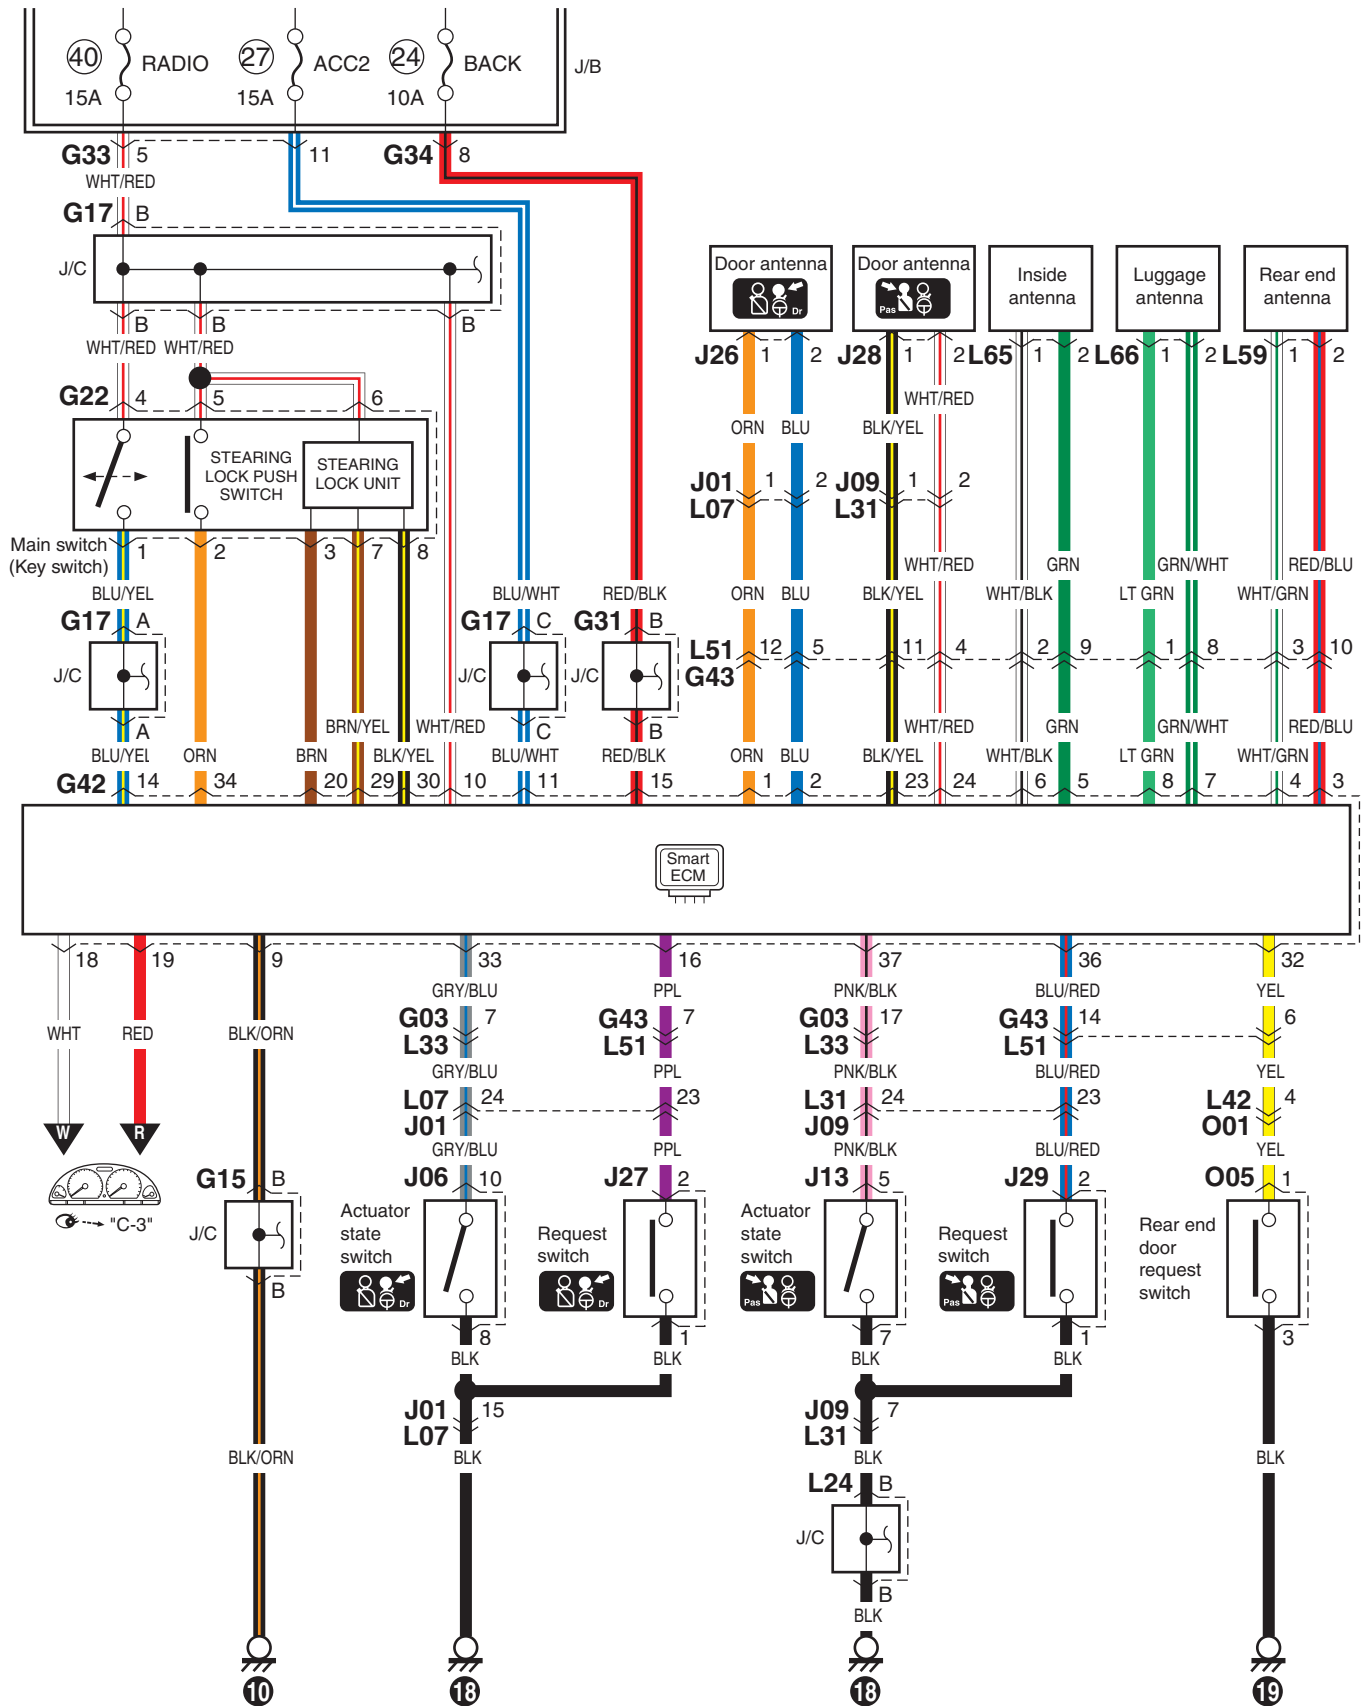 40 RADIO 27 ACC2 24 BACK J/B
15A 15A 10A
G33 5 11 G34 8
WHT/RED
G17 B
J/C
B B B
WHT/RED WHT/RED
Door antenna Door antenna Inside antenna Luggage antenna Rear end antenna
Dr Pas
J26 1 2 J28 1 2 L65 1 2 L66 1 2 L59 1 2
G22 4 5 6
WHT/RED
ORN BLU BLK/YEL
STEARING
LOCK PUSH
SWITCH
STEARING
LOCK UNIT
J01 1 2 J09 1 2
L07 L31
Main switch
(Key switch)
1 2 3 7 8
WHT/RED GRN GRN/WHT RED/BLU
BLU/YEL BLU/WHT RED/BLK ORN BLU BLK/YEL WHT/BLK LT GRN WHT/GRN
G17 A G17 C G31 B
L51 12 5 11 4 2 9 1 8 3 10
G43
J/C J/C J/C
A C B
BRN/YEL WHT/RED WHT/RED GRN GRN/WHT RED/BLU
BLU/YEL ORN BRN BLK/YEL BLU/WHT RED/BLK ORN BLU BLK/YEL WHT/BLK LT GRN WHT/GRN
G42 14 34 20 29 30 10 11 15 1 2 23 24 6 5 8 7 4 3
Smart
ECM
18 19 9 33 16 37 36 32
GRY/BLU PPL PNK/BLK BLU/RED YEL
G03 7 G43 7 G03 17 G43 14 6
WHT RED BLK/ORN
L33 L51 L33 L51
GRY/BLU PPL PNK/BLK BLU/RED YEL
L07 24 23 L31 24 23 L42 4
J01 J09 O01
W R
GRY/BLU PPL PNK/BLK BLU/RED YEL
G15 B J06 10 J27 2 J13 5 J29 2 O05 1
"C-3"
J/C
B
Actuator
state
switch
Dr
Request
switch
Dr
Actuator
state
switch
Pas
Request
switch
Pas
Rear end
door
request
switch
8 1 7 1 3
BLK BLK BLK BLK
J01 15 J09 7
L07 L31
BLK/ORN BLK BLK BLK
L24 B
J/C
B
BLK
10 18 18 19